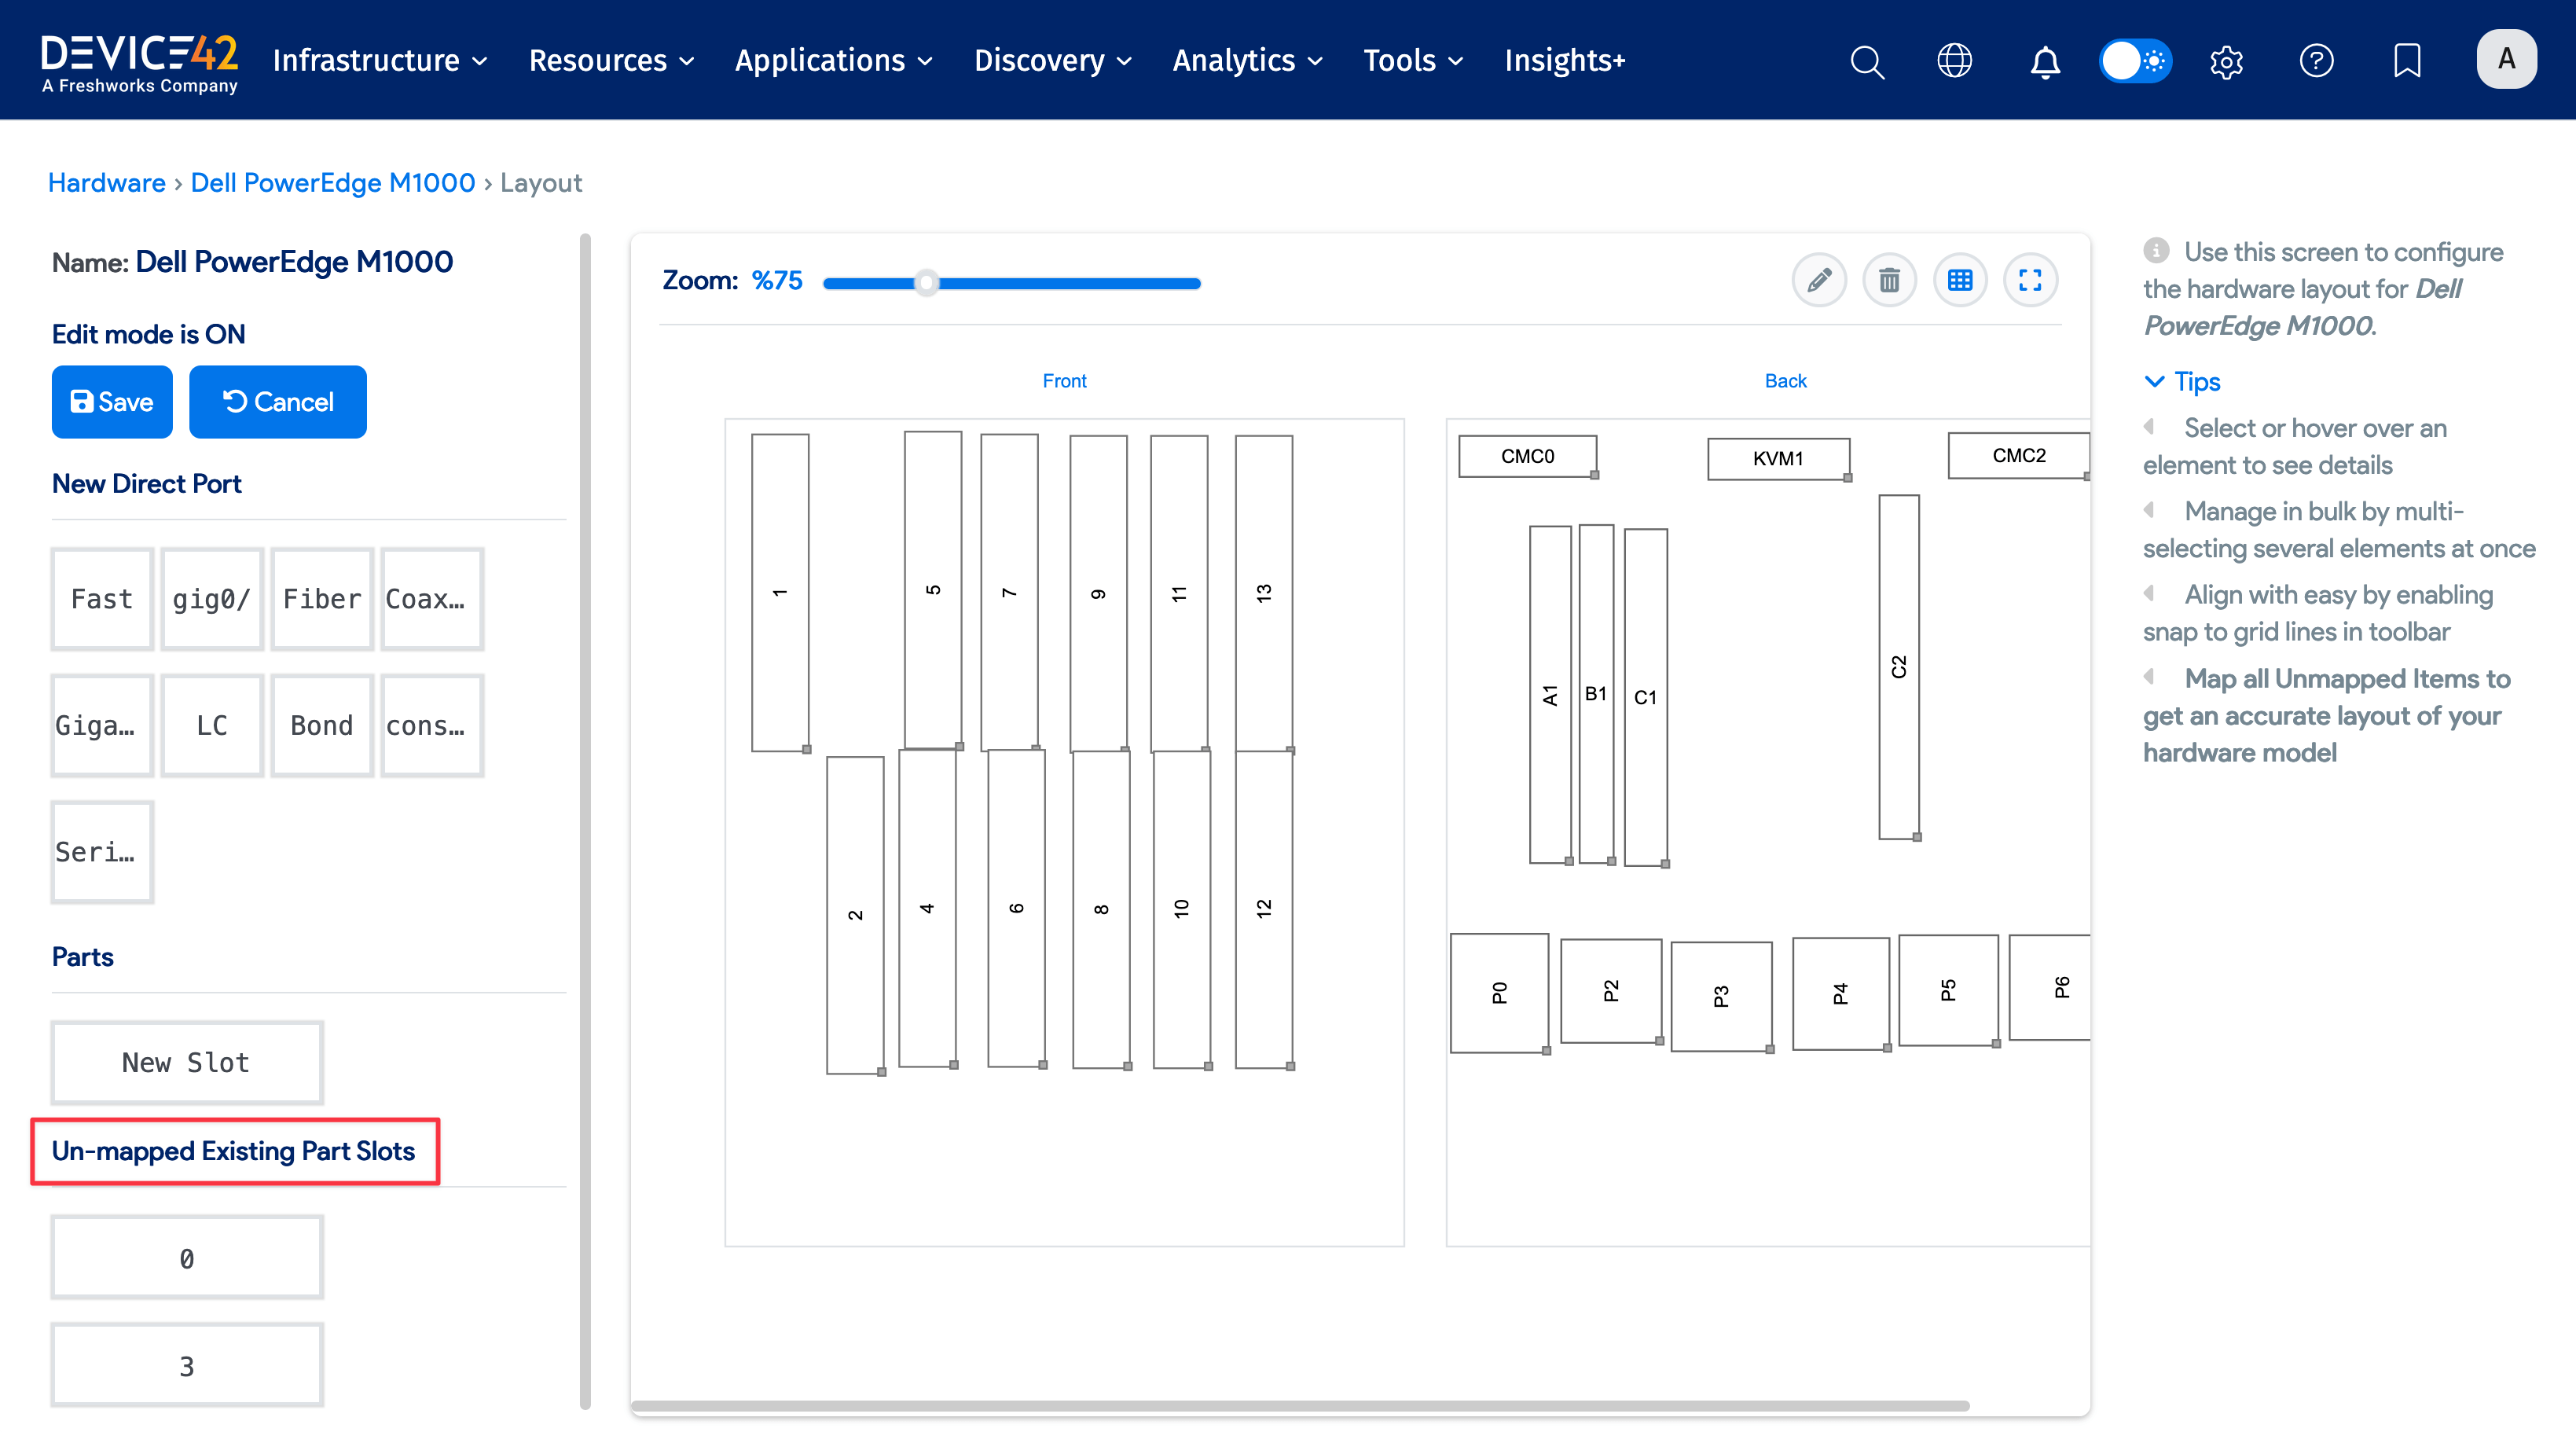 DEVICE42
A Freshworks Company
Infrastructure
Resources
Applications
Discovery
Analytics
Tools
Insights+
A
Hardware › Dell PowerEdge M1000 › Layout
Name: Dell PowerEdge M1000
Edit mode is ON
Save
Cancel
New Direct Port
Fast
gig0/
Fiber
Coax…
Giga…
LC
Bond
cons…
Seri…
Parts
New Slot
Un-mapped Existing Part Slots
0
3
Zoom: %75
Front
1
5
7
9
11
13
2
4
6
8
10
12
Back
CMC0
KVM1
CMC2
A1
B1
C1
C2
P0
P2
P3
P4
P5
P6
Use this screen to configure
the hardware layout for Dell
PowerEdge M1000.
Tips
Select or hover over an
element to see details
Manage in bulk by multi-
selecting several elements at once
Align with easy by enabling
snap to grid lines in toolbar
Map all Unmapped Items to
get an accurate layout of your
hardware model